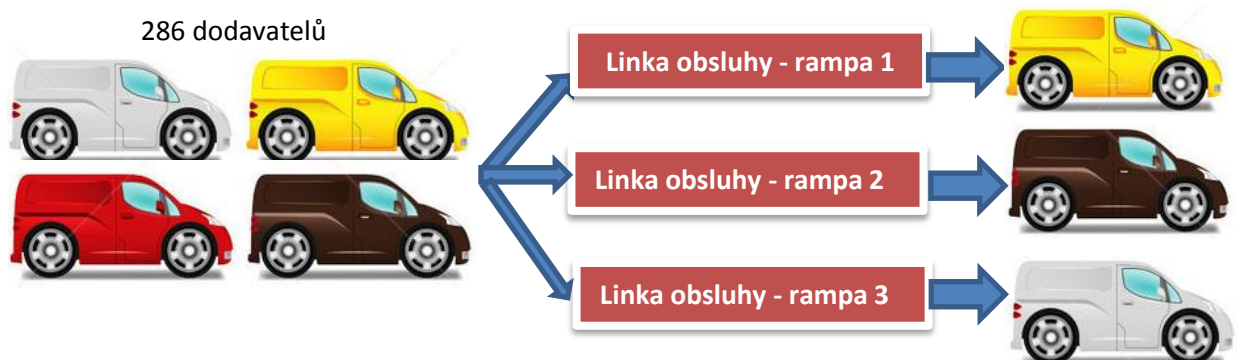 286 dodavatelů
Linka obsluhy - rampa 1
Linka obsluhy - rampa 2
Linka obsluhy - rampa 3